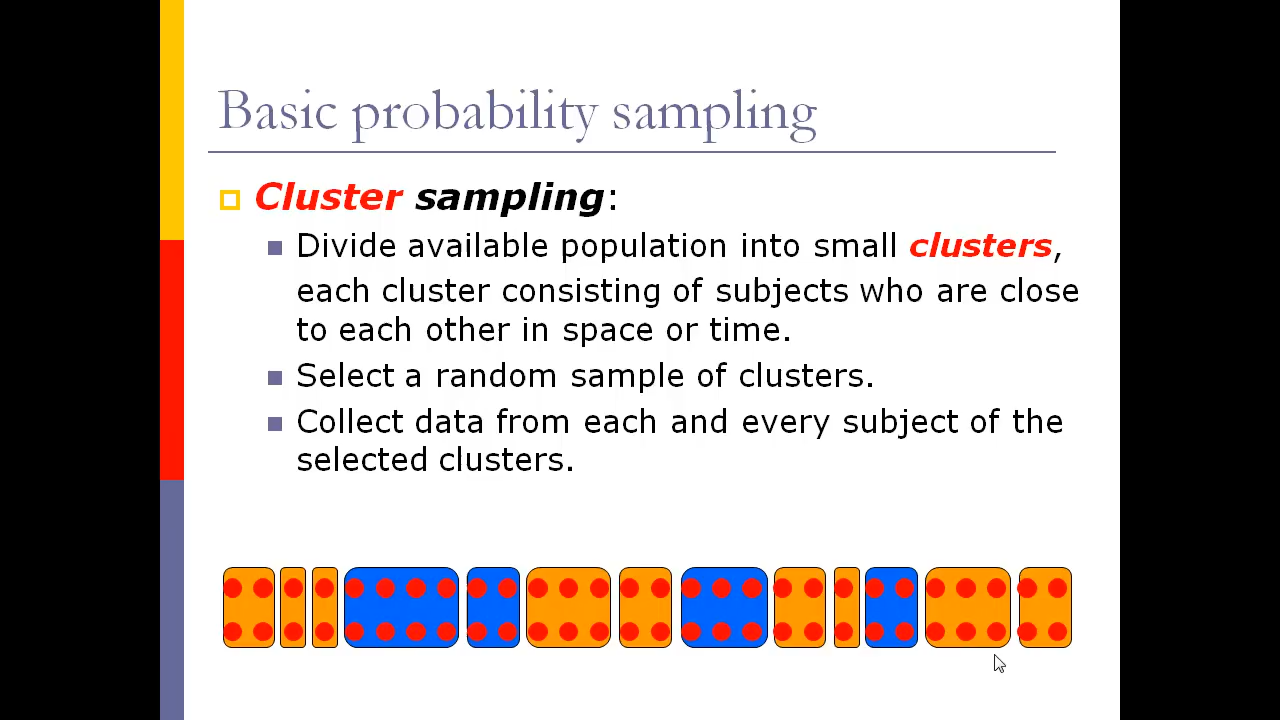 Basic probability sampling
Cluster sampling:
Divide available population into small clusters,
each cluster consisting of subjects who are close
to each other in space or time.
Select a random sample of clusters.
Collect data from each and every subject of the
selected clusters.